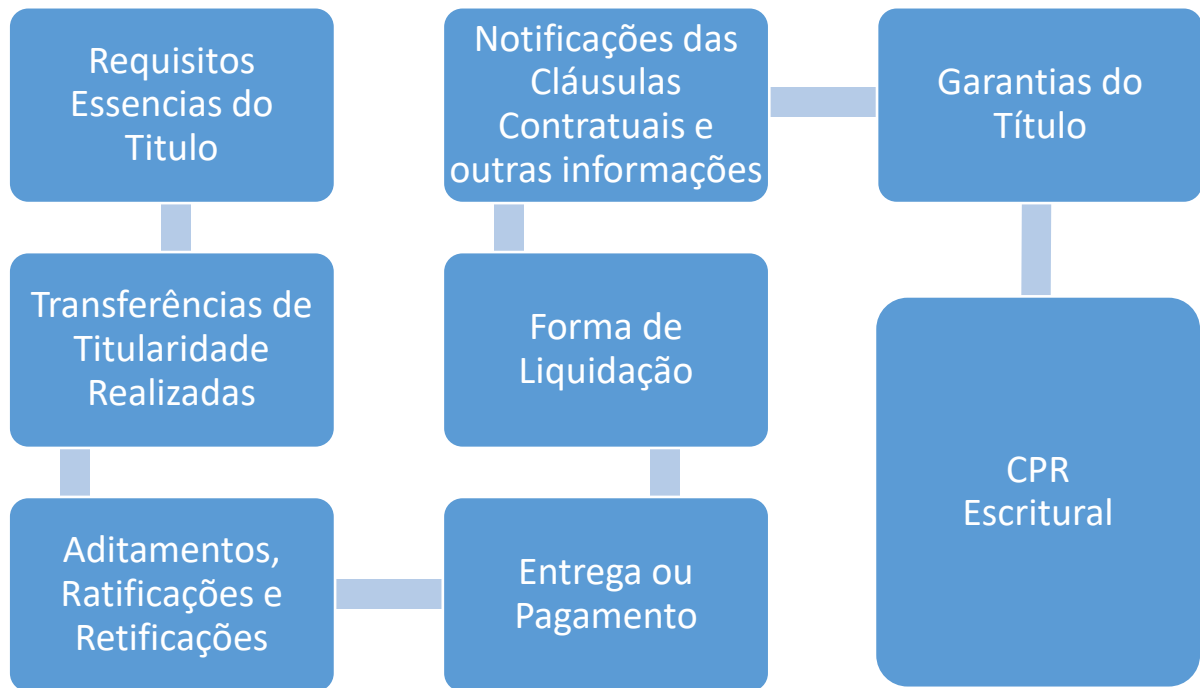 Requisitos
Essencias do
Titulo
Transferências de
Titularidade
Realizadas
Aditamentos,
Ratificações e
Retificações
Entrega ou
Pagamento
Forma de
Liquidação
Notificações das
Cláusulas
Contratuais e
outras informações
Garantias do
Título
CPR
Escritural